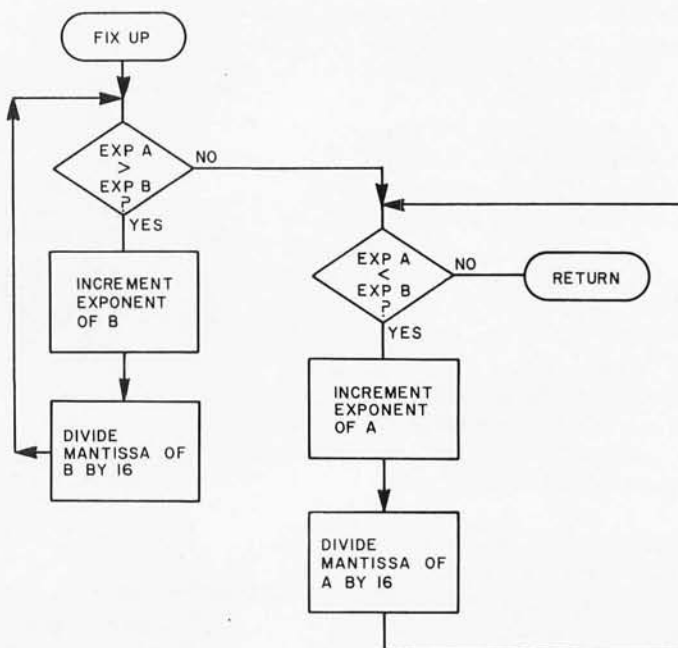 FIX UP
EXP A
>
EXP B
?
NO
YES
INCREMENT
EXPONENT
OF B
DIVIDE
MANTISSA OF
B BY 16
EXP A
<
EXP B
?
NO
RETURN
YES
INCREMENT
EXPONENT
OF A
DIVIDE
MANTISSA OF
A BY 16